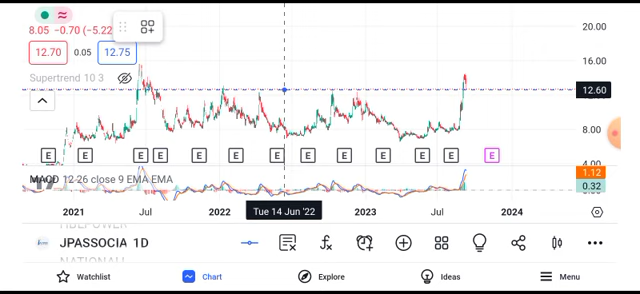 8.05 −0.70 (−5.22
20.00
12.70 0.05 12.75
16.00
Supertrend 10 3
12.60
8.00
E E E E E E E E E E E E E
4.00
MACD 12 26 close 9 EMA EMA
1.12
0.32
2021 Jul 2022 Tue 14 Jun '22 2023 Jul 2024
JPASSOCIA 1D
Watchlist Chart Explore Ideas Menu